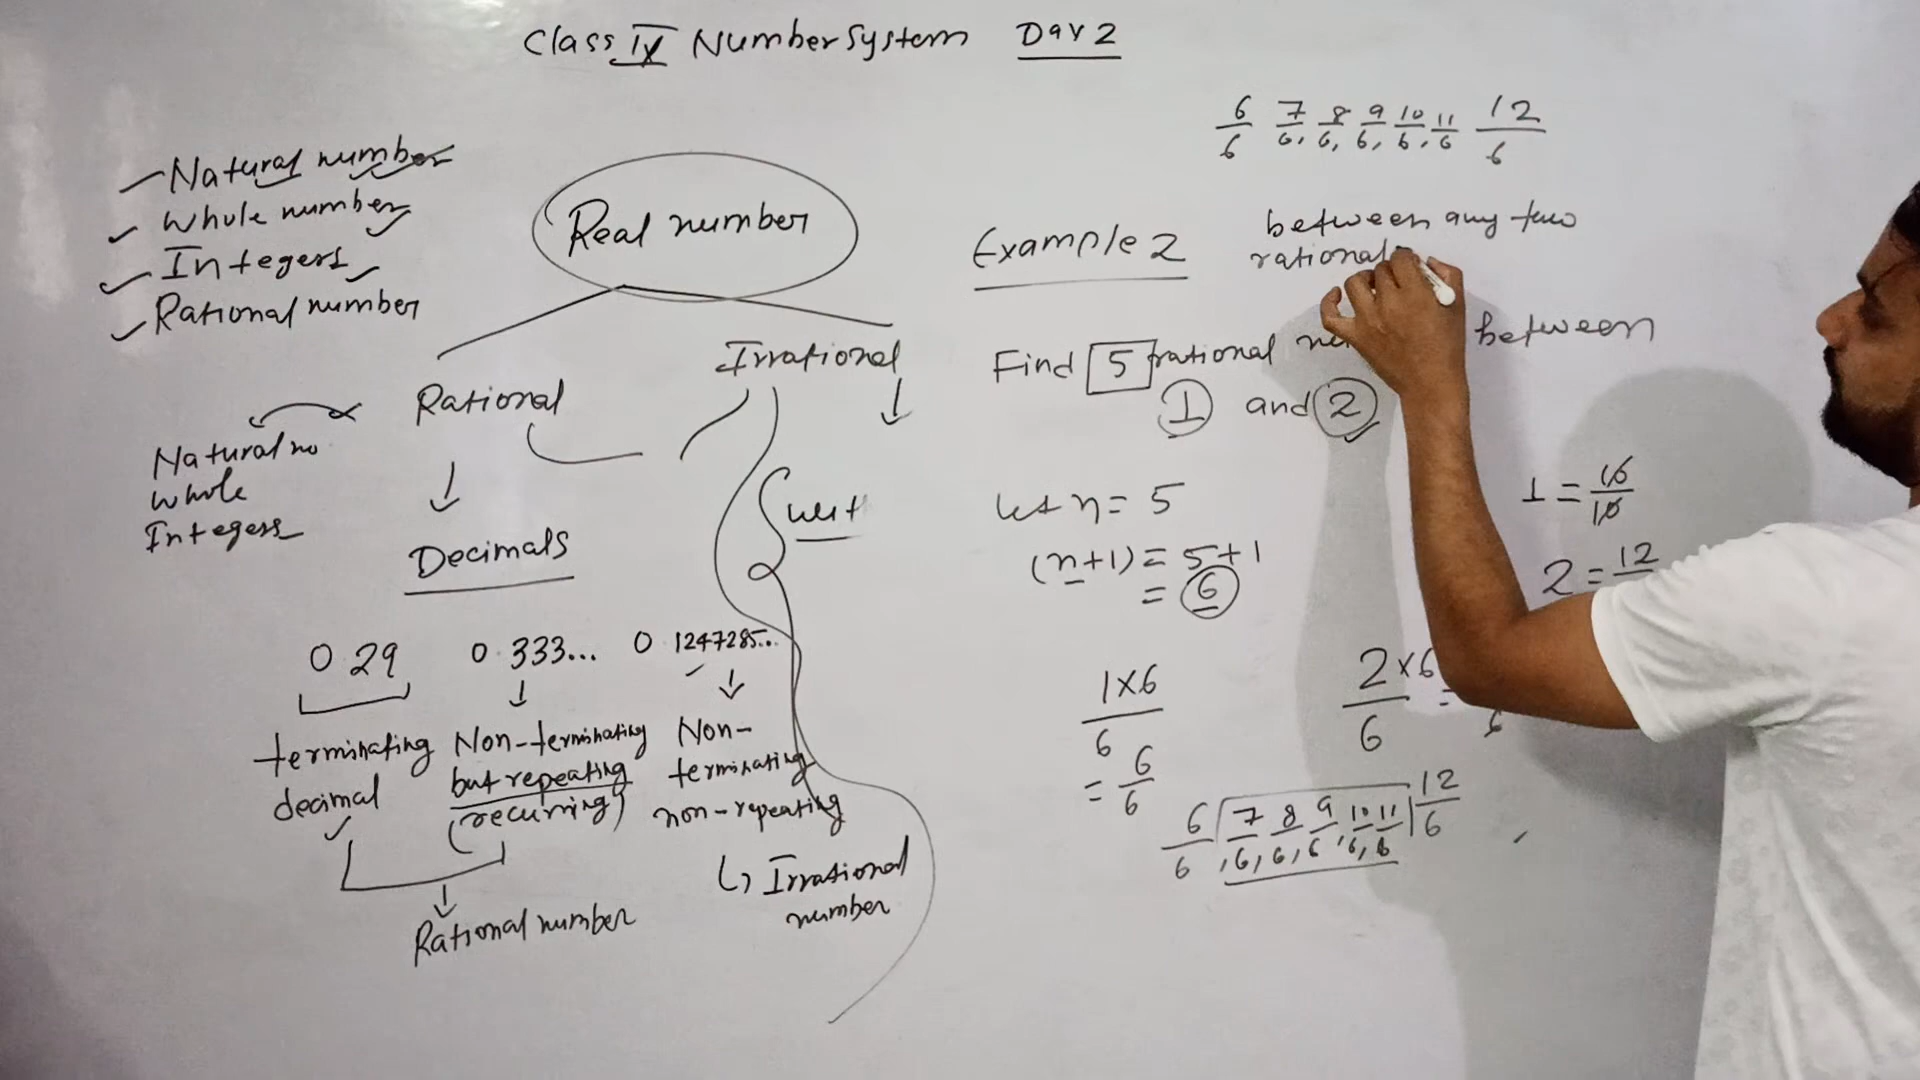 Class IX Number System Day 2
Natural number
Whole number
Integers
Rational number
Real number
Rational
Irrational
Natural no
Whole
Integers
Decimals
0 29
0 333...
0 1247285..
terminating
decimal
Non-terminating
but repeating
(recurring)
Non-
terminating
non-repeating
Rational number
Irrational
number
6/6 7/6, 8/6, 9/6, 10/6, 11/6 12/6
Example 2
between any two
rational
Find 5 rational between
1 and 2
let n = 5
(n+1) = 5+1
= 6
1 =
2 = 12
1×6/6
= 6/6
2×6/6 =
6/6, 7/6, 8/6, 9/6, 10/6, 11/6 12/6